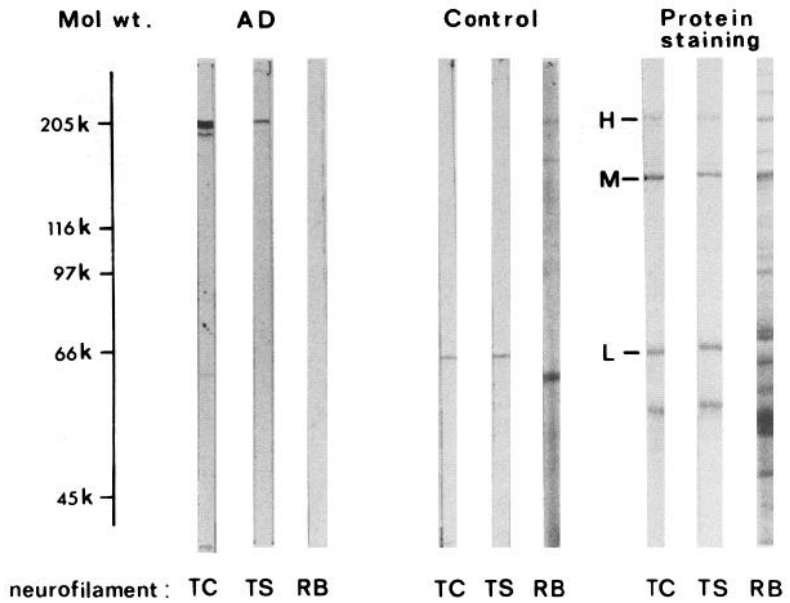 Mol wt. AD Control Protein
staining
205k
H
M
116k
97k
66k
L
45k
neurofilament: TC TS RB TC TS RB TC TS RB